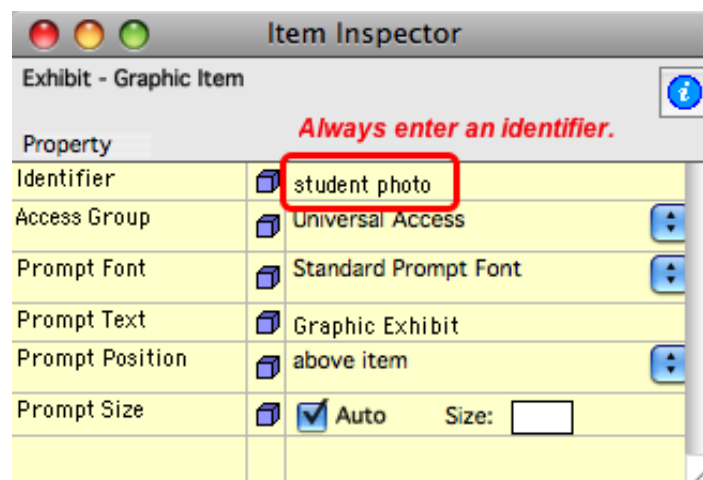 Item Inspector
Exhibit - Graphic Item
Always enter an identifier.
Property
Identifier student photo
Access Group Universal Access
Prompt Font Standard Prompt Font
Prompt Text Graphic Exhibit
Prompt Position above item
Prompt Size Auto Size: